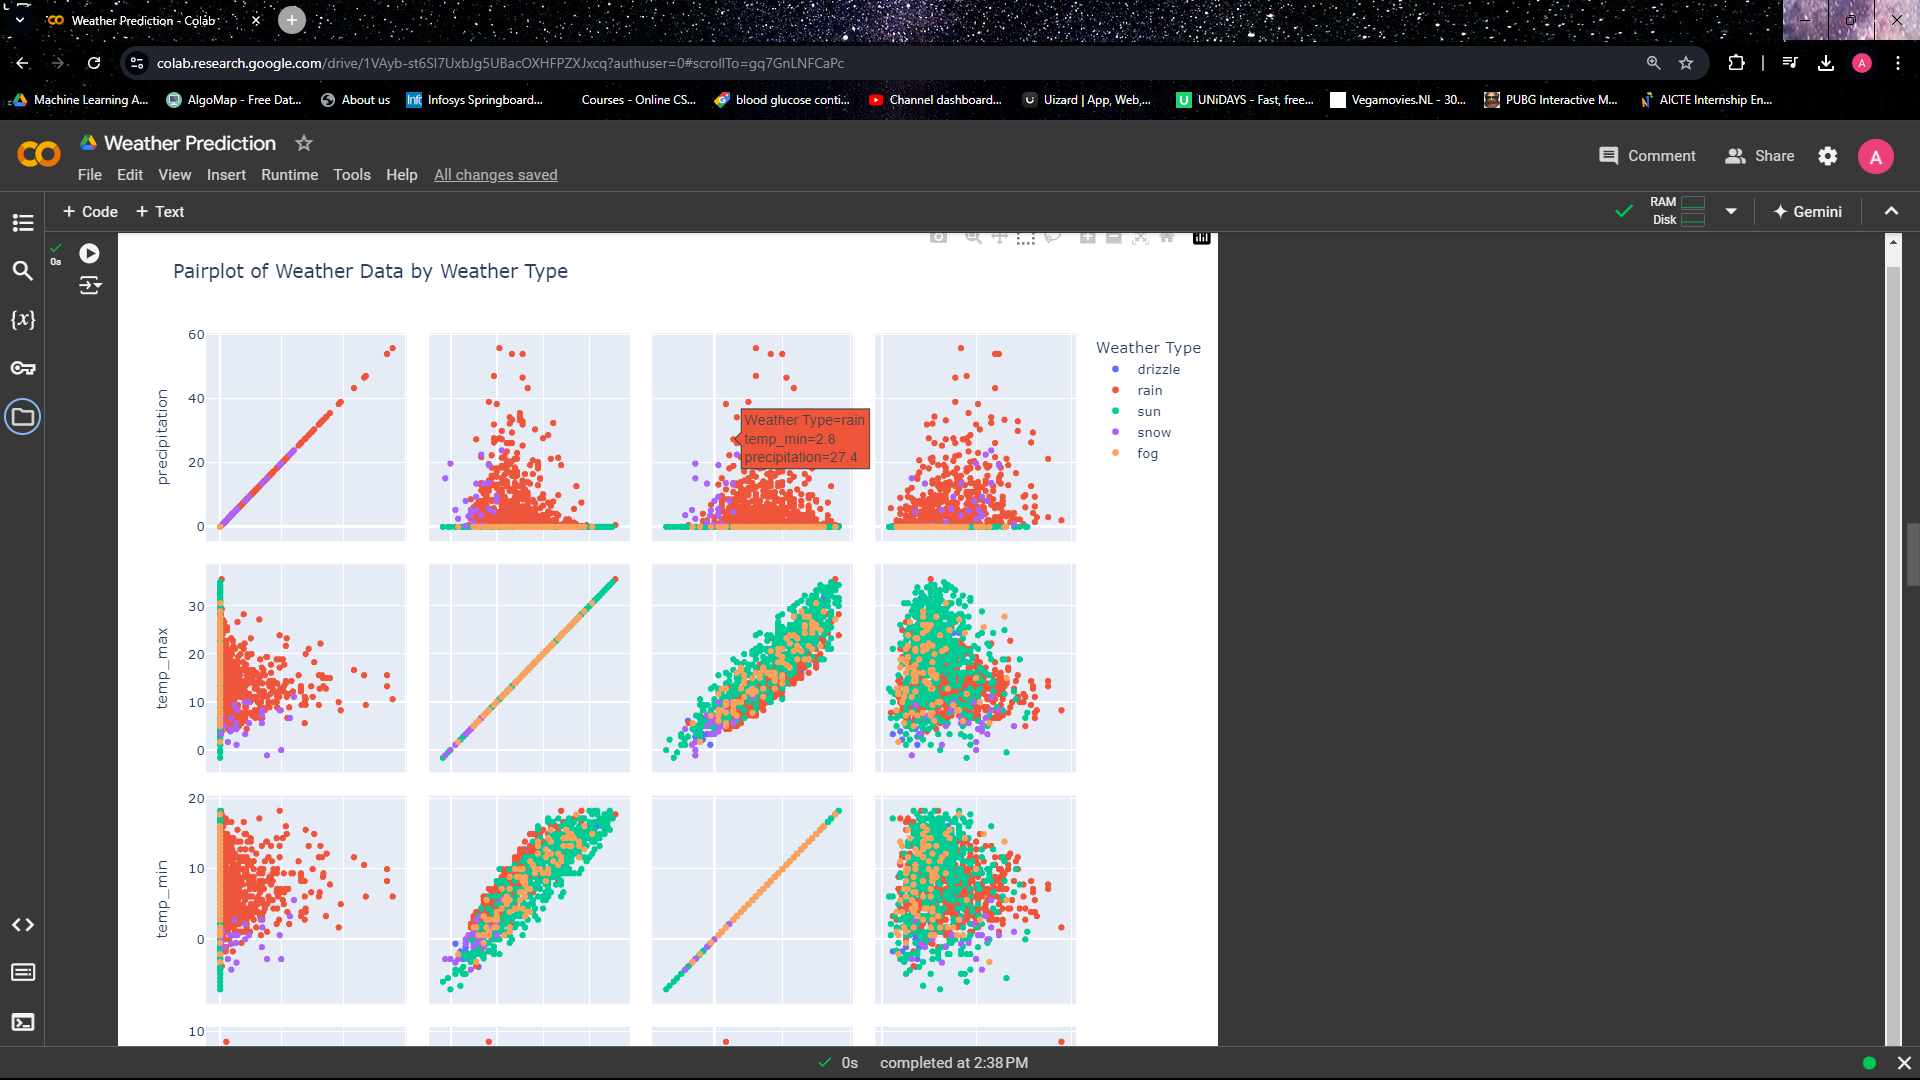 Weather Prediction - Colab
colab.research.google.com/drive/1VAyb-st6SI7UxbJg5UBacOXHFPZXJxcq?authuser=0#scrollTo=gq7GnLNFCaPc
Machine Learning A... AlgoMap - Free Dat... About us Infosys Springboard... Courses - Online CS... blood glucose conti... Channel dashboard... Uizard | App, Web,... UNiDAYS - Fast, free... Vegamovies.NL - 30... PUBG Interactive M... AICTE Internship En...
Weather Prediction
Comment Share A
File Edit View Insert Runtime Tools Help All changes saved
+ Code + Text
RAM
Disk
Gemini
0s
Pairplot of Weather Data by Weather Type
Weather Type
drizzle
rain
sun
snow
fog
precipitation
60
40
20
0
Weather Type=rain
temp_min=2.8
precipitation=27.4
temp_max
30
20
10
0
temp_min
20
10
0
10
0s completed at 2:38 PM